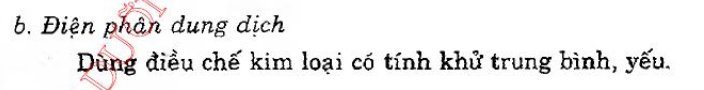 b. Điện phân dung dịch
Dùng điều chế kim loại có tính khử trung bình, yếu.